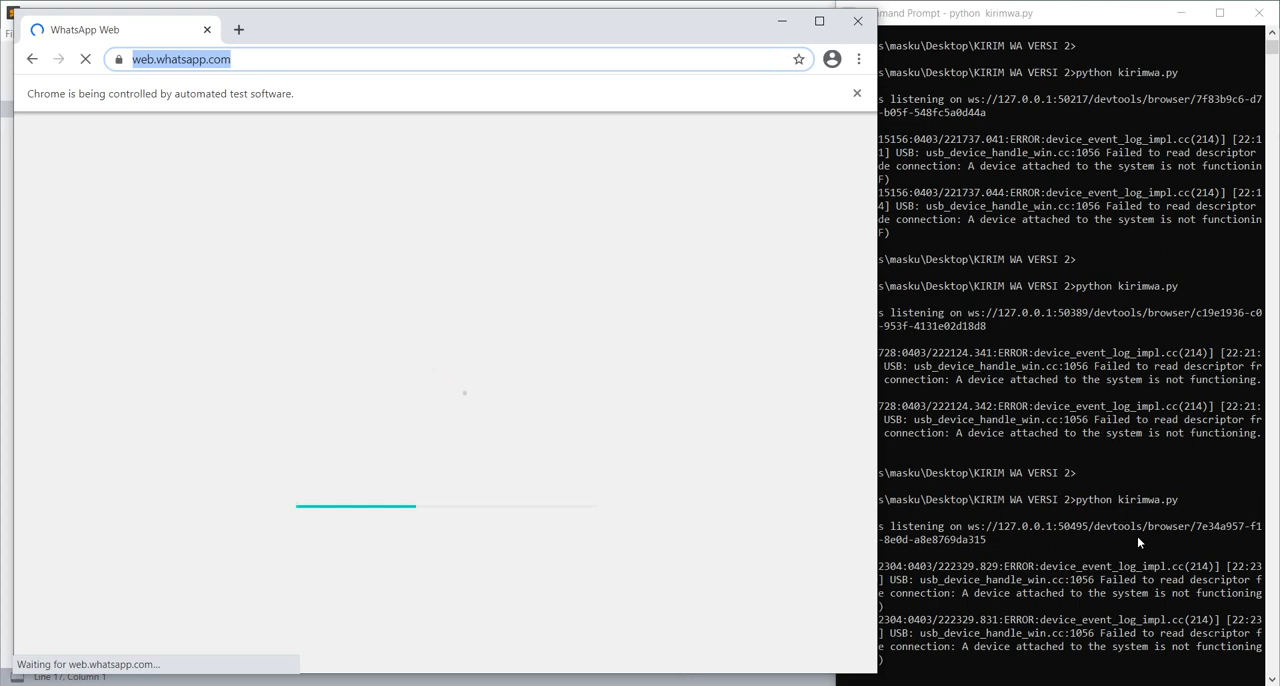 WhatsApp Web
web.whatsapp.com
Chrome is being controlled by automated test software.
Waiting for web.whatsapp.com...
Line 17, Column 1
mand Prompt - python kirimwa.py
s\masku\Desktop\KIRIM WA VERSI 2>
s\masku\Desktop\KIRIM WA VERSI 2>python kirimwa.py
s listening on ws://127.0.0.1:50217/devtools/browser/7f83b9c6-d7
-b05f-548fc5a0d44a
15156:0403/221737.041:ERROR:device_event_log_impl.cc(214)] [22:1
1] USB: usb_device_handle_win.cc:1056 Failed to read descriptor
de connection: A device attached to the system is not functionin
F)
15156:0403/221737.044:ERROR:device_event_log_impl.cc(214)] [22:1
4] USB: usb_device_handle_win.cc:1056 Failed to read descriptor
de connection: A device attached to the system is not functionin
F)
s\masku\Desktop\KIRIM WA VERSI 2>
s\masku\Desktop\KIRIM WA VERSI 2>python kirimwa.py
s listening on ws://127.0.0.1:50389/devtools/browser/c19e1936-c0
-953f-4131e02d18d8
728:0403/222124.341:ERROR:device_event_log_impl.cc(214)] [22:21:
USB: usb_device_handle_win.cc:1056 Failed to read descriptor fr
connection: A device attached to the system is not functioning.
728:0403/222124.342:ERROR:device_event_log_impl.cc(214)] [22:21:
USB: usb_device_handle_win.cc:1056 Failed to read descriptor fr
connection: A device attached to the system is not functioning.
s\masku\Desktop\KIRIM WA VERSI 2>
s\masku\Desktop\KIRIM WA VERSI 2>python kirimwa.py
s listening on ws://127.0.0.1:50495/devtools/browser/7e34a957-f1
-8e0d-a8e8769da315
2304:0403/222329.829:ERROR:device_event_log_impl.cc(214)] [22:23
] USB: usb_device_handle_win.cc:1056 Failed to read descriptor f
e connection: A device attached to the system is not functioning
)
2304:0403/222329.831:ERROR:device_event_log_impl.cc(214)] [22:23
] USB: usb_device_handle_win.cc:1056 Failed to read descriptor f
e connection: A device attached to the system is not functioning
)